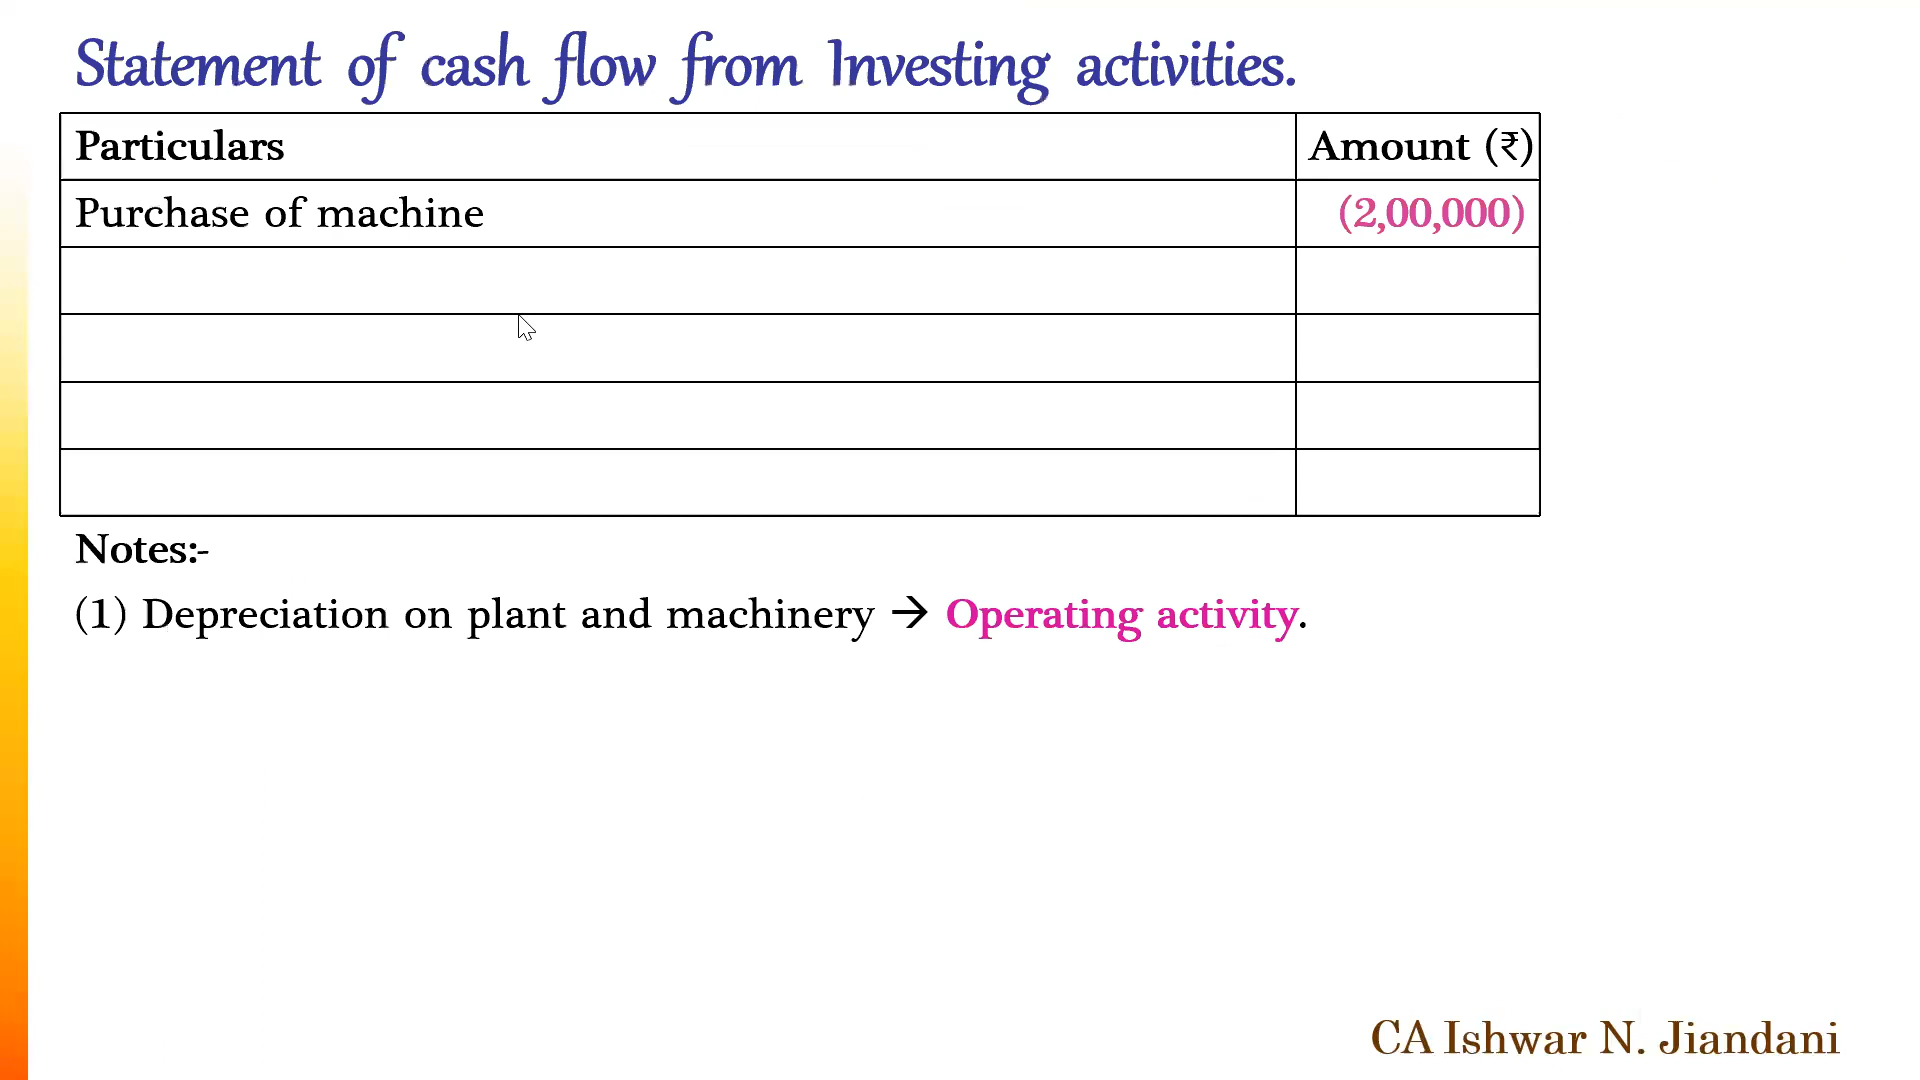 Statement of cash flow from Investing activities.
Particulars Amount (₹)
Purchase of machine (2,00,000)
Notes:-
(1) Depreciation on plant and machinery → Operating activity.
CA Ishwar N. Jiandani